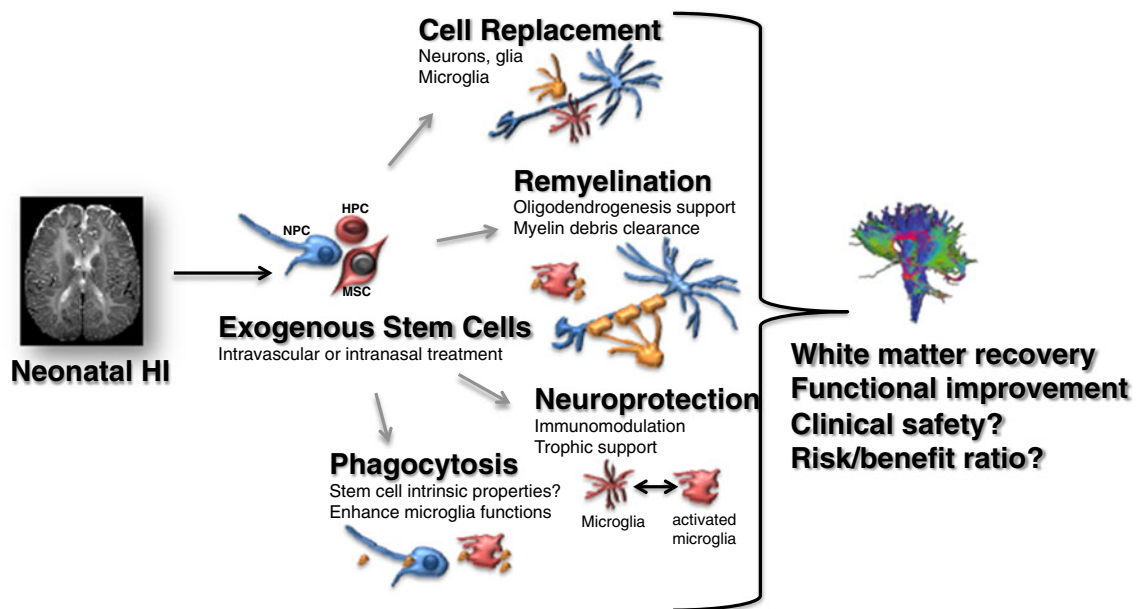 Cell Replacement
Neurons, glia
Microglia
Remyelination
Oligodendrogenesis support
Myelin debris clearance
HPC
NPC
MSC
Exogenous Stem Cells
Intravascular or intranasal treatment
Neonatal HI
Neuroprotection
Immunomodulation
Trophic support
Microglia
activated
microglia
Phagocytosis
Stem cell intrinsic properties?
Enhance microglia functions
White matter recovery
Functional improvement
Clinical safety?
Risk/benefit ratio?